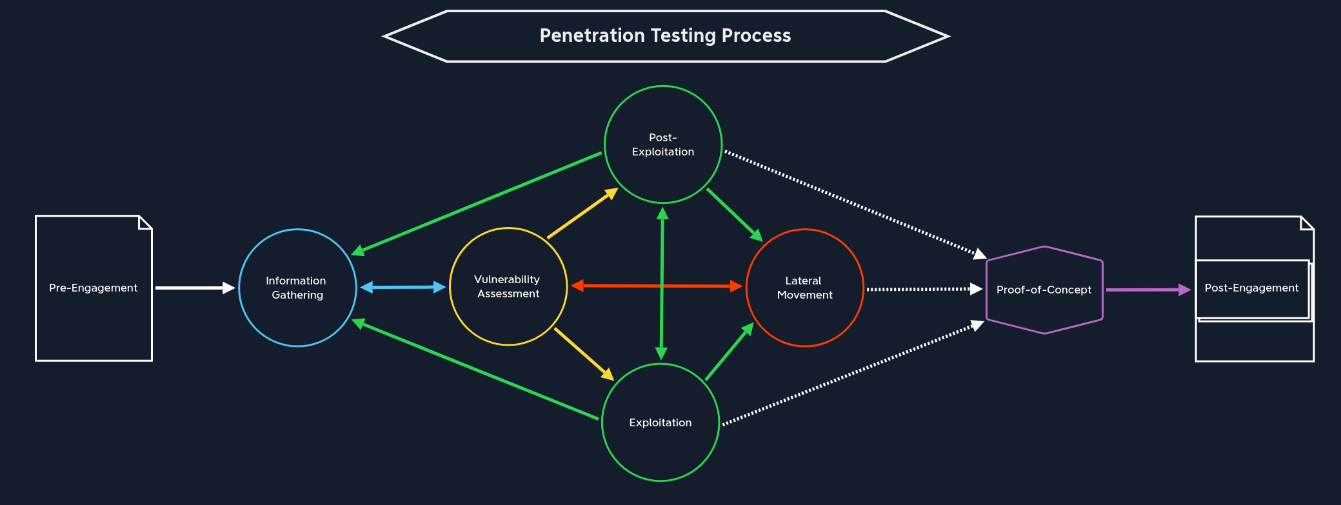 Penetration Testing Process
Post-
Exploitation
Pre-Engagement
Information
Gathering
Vulnerability
Assessment
Lateral
Movement
Proof-of-Concept
Post-Engagement
Exploitation